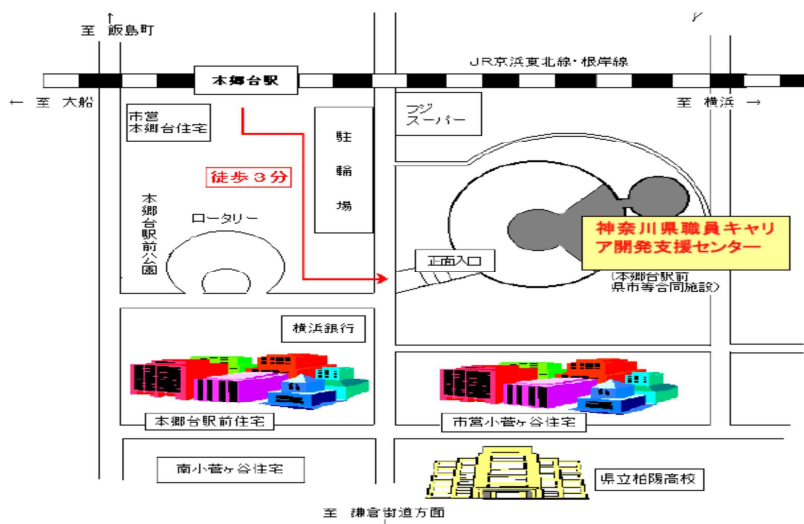 ↑
至 飯島町
JR京浜東北線・根岸線
本郷台駅
← 至 大船
至 横浜 →
市営
本郷台住宅
フジ
スーパー
駐輪場
徒歩3分
本郷台駅前公園
ロータリー
正面入口
神奈川県職員キャリ
ア開発支援センター
(本郷台駅前
県市等合同施設)
横浜銀行
本郷台駅前住宅
市営小菅ヶ谷住宅
南小菅ヶ谷住宅
県立柏陽高校
至 鎌倉街道方面